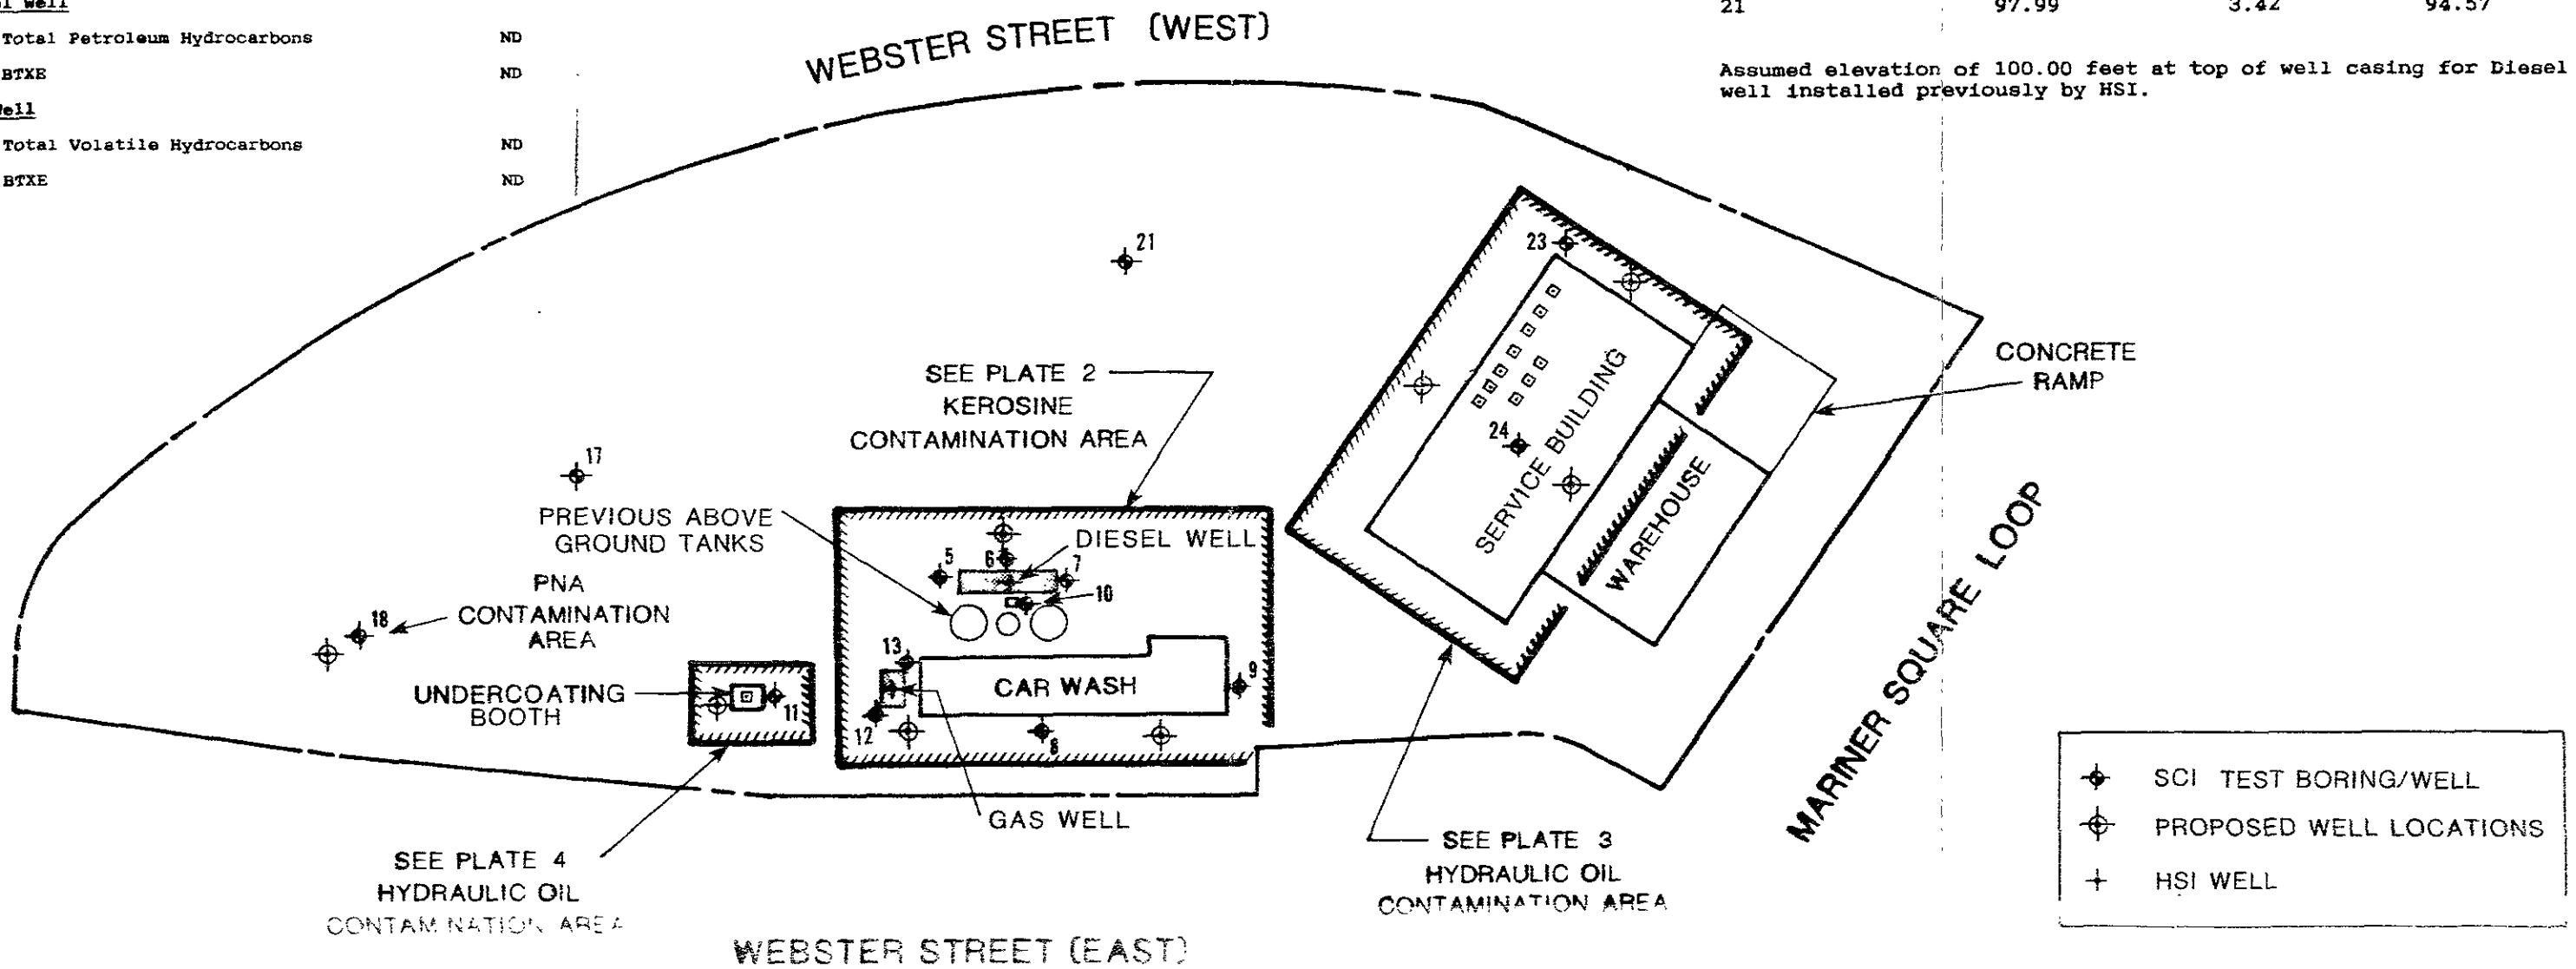 Total Petroleum Hydrocarbons ND
BTXE ND
Well
Total Volatile Hydrocarbons ND
BTXE ND
21 97.99 3.42 94.57
Assumed elevation of 100.00 feet at top of well casing for Diesel
well installed previously by HSI.
WEBSTER STREET (WEST)
21
23
SEE PLATE 2
KEROSINE
CONTAMINATION AREA
CONCRETE
RAMP
24
SERVICE BUILDING
WAREHOUSE
17
PREVIOUS ABOVE
GROUND TANKS
DIESEL WELL
5
6
7
10
PNA
CONTAMINATION
AREA
18
13
CAR WASH
9
UNDERCOATING
BOOTH
11
12
8
GAS WELL
MARINER SQUARE LOOP
SEE PLATE 4
HYDRAULIC OIL
CONTAMINATION AREA
SEE PLATE 3
HYDRAULIC OIL
CONTAMINATION AREA
SCI TEST BORING/WELL
PROPOSED WELL LOCATIONS
HSI WELL
WEBSTER STREET (EAST)